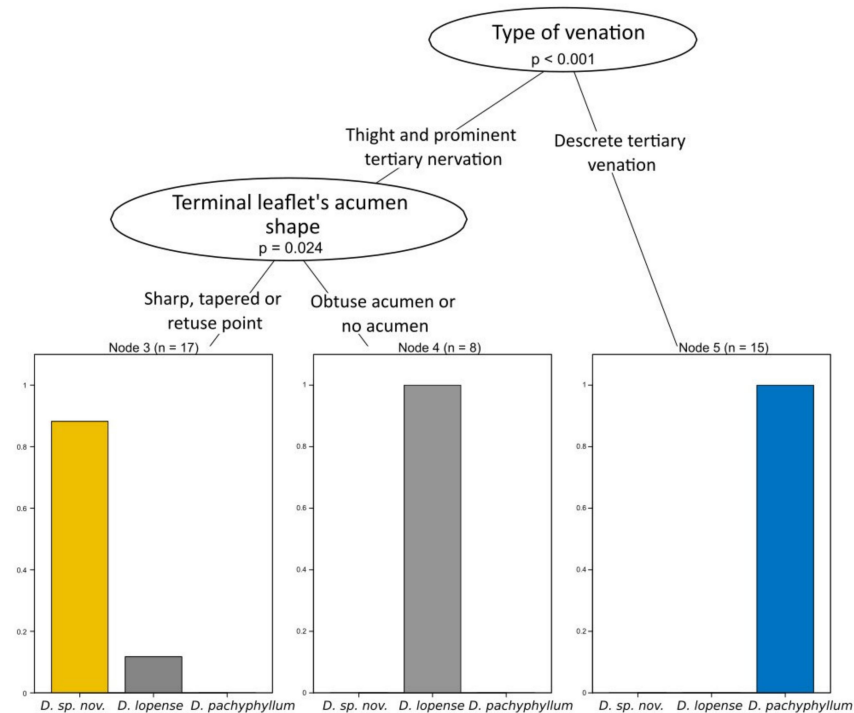 Type of venation
p < 0.001
Thight and prominent
tertiary nervation
Descrete tertiary
venation
Terminal leaflet's acumen
shape
p = 0.024
Sharp, tapered or
retuse point
Obtuse acumen or
no acumen
Node 3 (n = 17)
1
0.8
0.6
0.4
0.2
0
D. sp. nov. D. lopense D. pachyphyllum
Node 4 (n = 8)
1
0.8
0.6
0.4
0.2
0
D. sp. nov. D. lopense D. pachyphyllum
Node 5 (n = 15)
1
0.8
0.6
0.4
0.2
0
D. sp. nov. D. lopense D. pachyphyllum